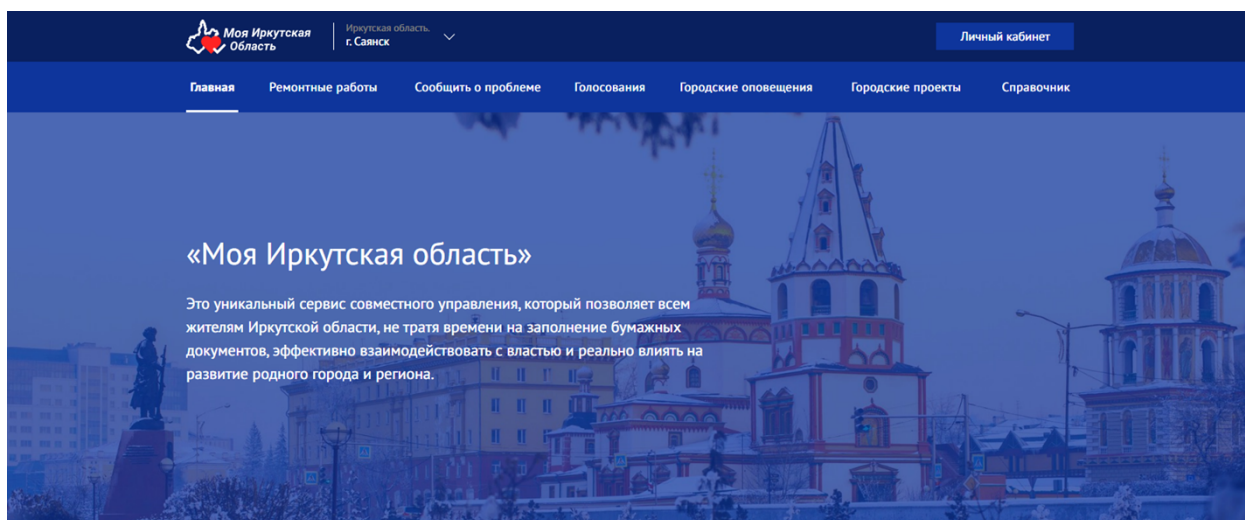 Моя Иркутская
Область
Иркутская область.
г. Саянск
Личный кабинет
Главная
Ремонтные работы
Сообщить о проблеме
Голосования
Городские оповещения
Городские проекты
Справочник
«Моя Иркутская область»
Это уникальный сервис совместного управления, который позволяет всем
жителям Иркутской области, не тратя времени на заполнение бумажных
документов, эффективно взаимодействовать с властью и реально влиять на
развитие родного города и региона.